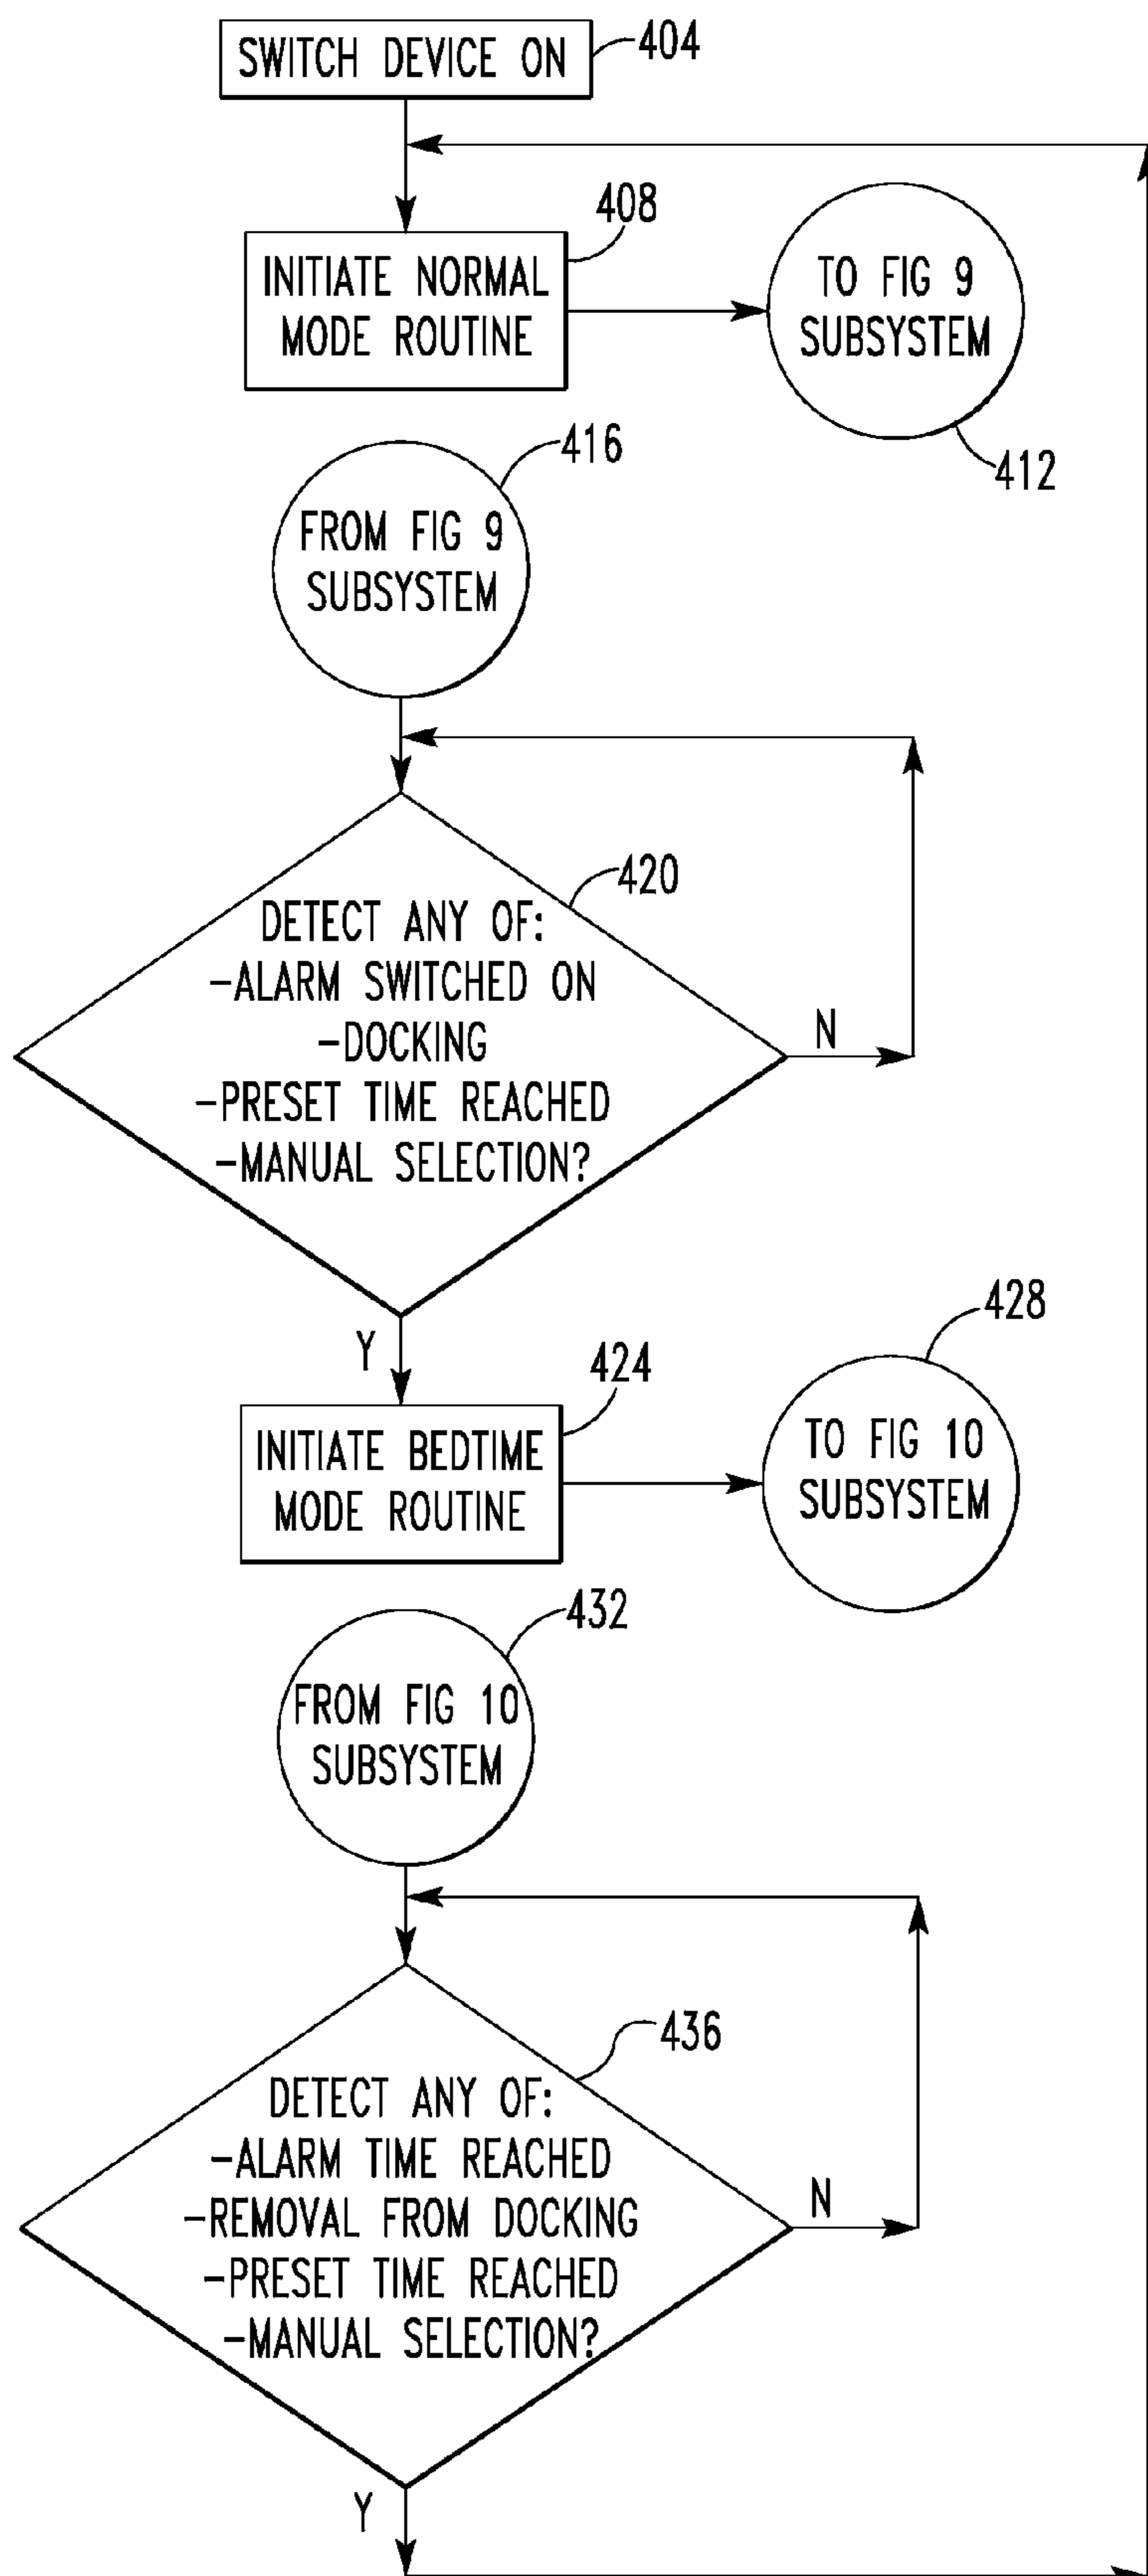 SWITCH DEVICE ON
404
408
INITIATE NORMAL
MODE ROUTINE
TO FIG 9
SUBSYSTEM
412
416
FROM FIG 9
SUBSYSTEM
420
DETECT ANY OF:
-ALARM SWITCHED ON
-DOCKING
-PRESET TIME REACHED
-MANUAL SELECTION?
N
Y
424
INITIATE BEDTIME
MODE ROUTINE
428
TO FIG 10
SUBSYSTEM
432
FROM FIG 10
SUBSYSTEM
436
DETECT ANY OF:
-ALARM TIME REACHED
-REMOVAL FROM DOCKING
-PRESET TIME REACHED
-MANUAL SELECTION?
N
Y